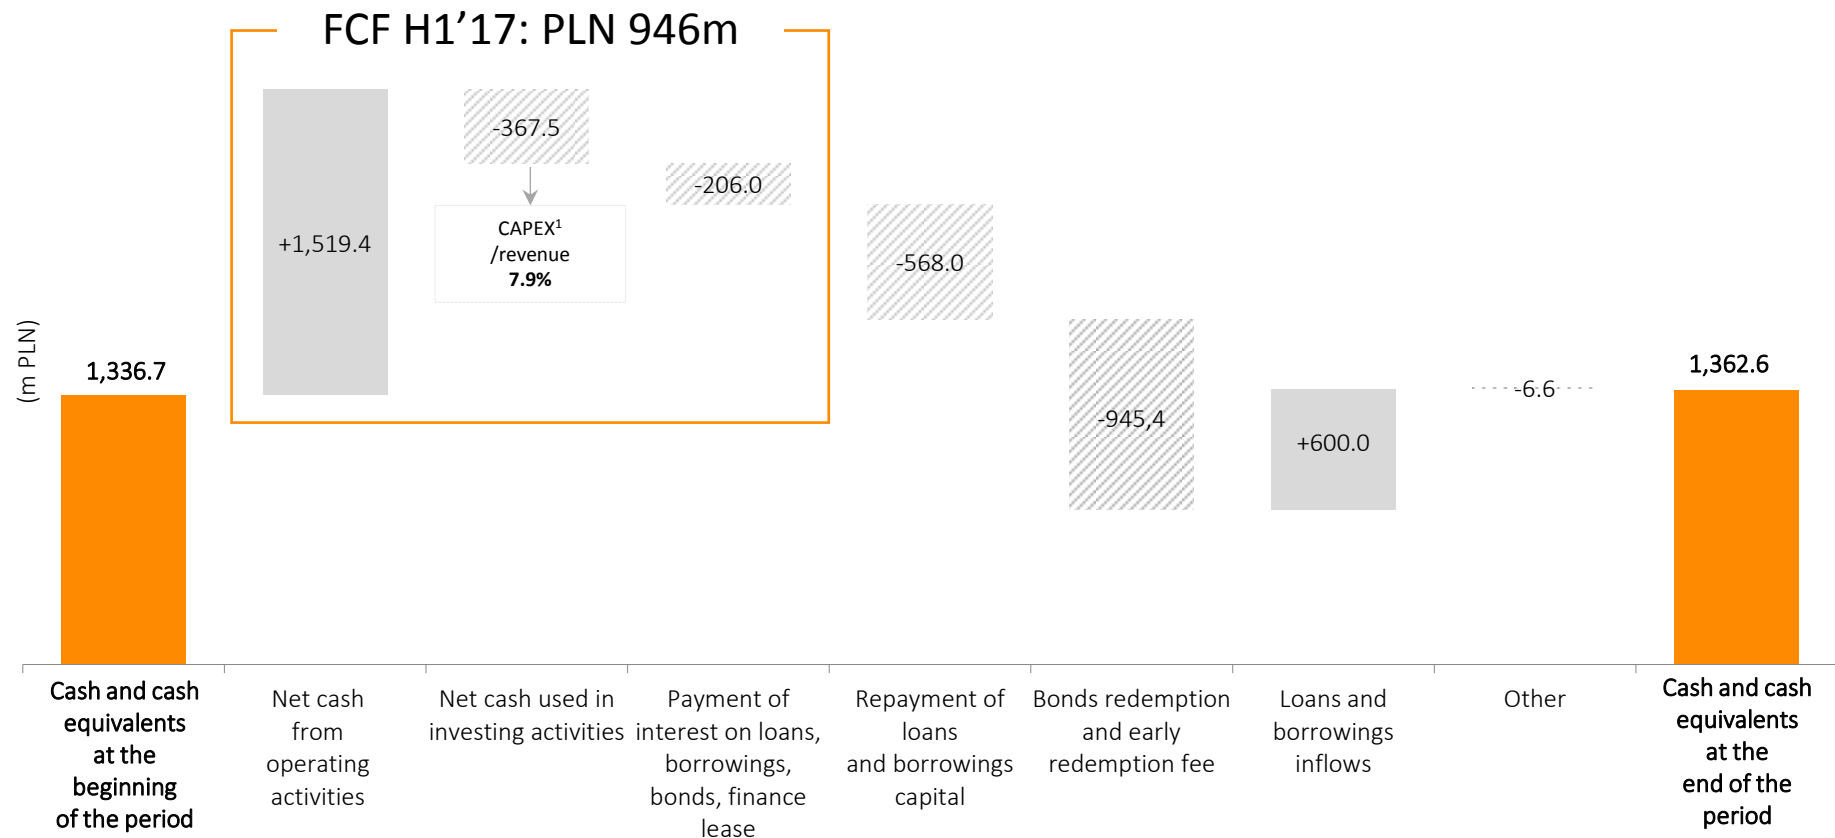 FCF H1’17: PLN 946m
-367.5
-206.0
+1,519.4
CAPEX¹
/revenue
7.9%
-568.0
(m PLN)
1,336.7
-945,4
+600.0
-6.6
1,362.6
Cash and cash
equivalents
at the
beginning
of the period
Net cash
from
operating
activities
Net cash used in
investing activities
Payment of
interest on loans,
borrowings,
bonds, finance
lease
Repayment of
loans
and borrowings
capital
Bonds redemption
and early
redemption fee
Loans and
borrowings
inflows
Other
Cash and cash
equivalents
at the
end of the
period